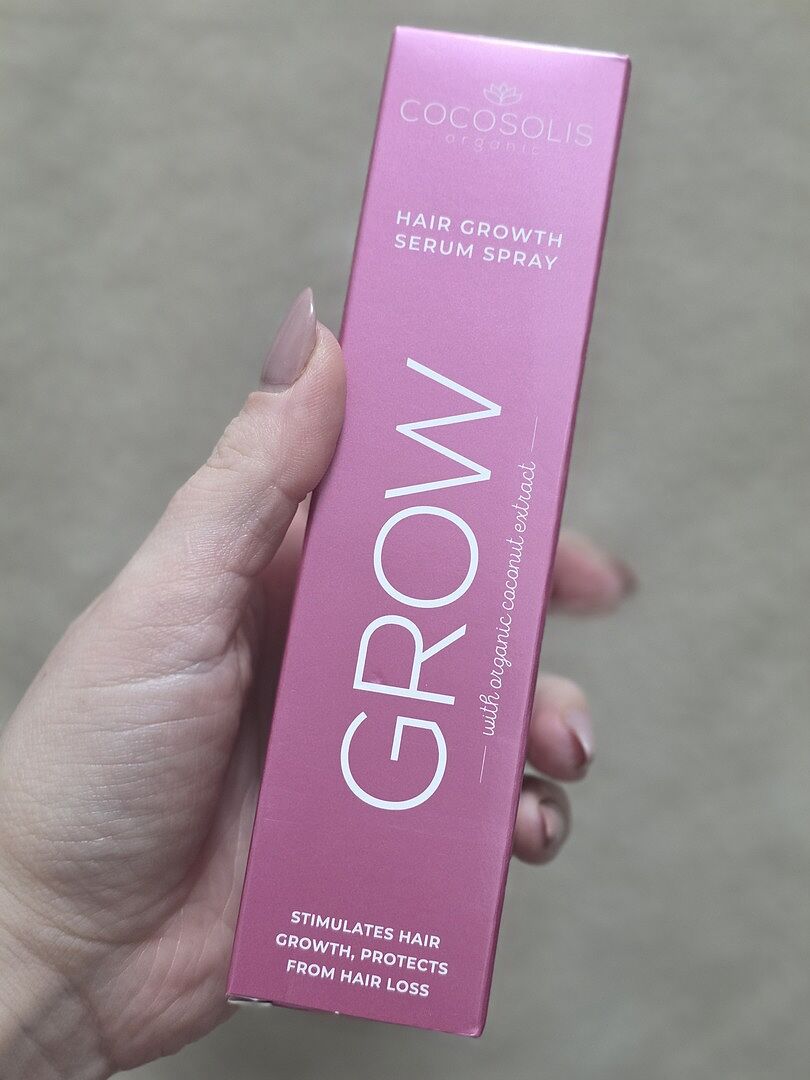 COCOSOLIS
organic
HAIR GROWTH
SERUM SPRAY
GROW
with organic coconut extract
STIMULATES HAIR
GROWTH, PROTECTS
FROM HAIR LOSS